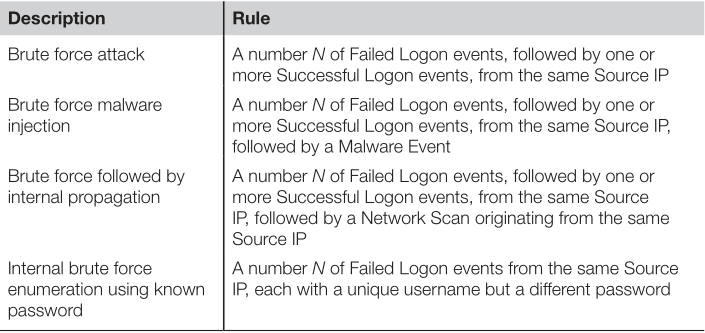 Description Rule
Brute force attack A number N of Failed Logon events, followed by one or
more Successful Logon events, from the same Source IP
Brute force malware A number N of Failed Logon events, followed by one or
injection more Successful Logon events, from the same Source IP,
followed by a Malware Event
Brute force followed by A number N of Failed Logon events, followed by one or
internal propagation more Successful Logon events, from the same Source
IP, followed by a Network Scan originating from the same
Source IP
Internal brute force A number N of Failed Logon events from the same Source
enumeration using known IP, each with a unique username but a different password
password